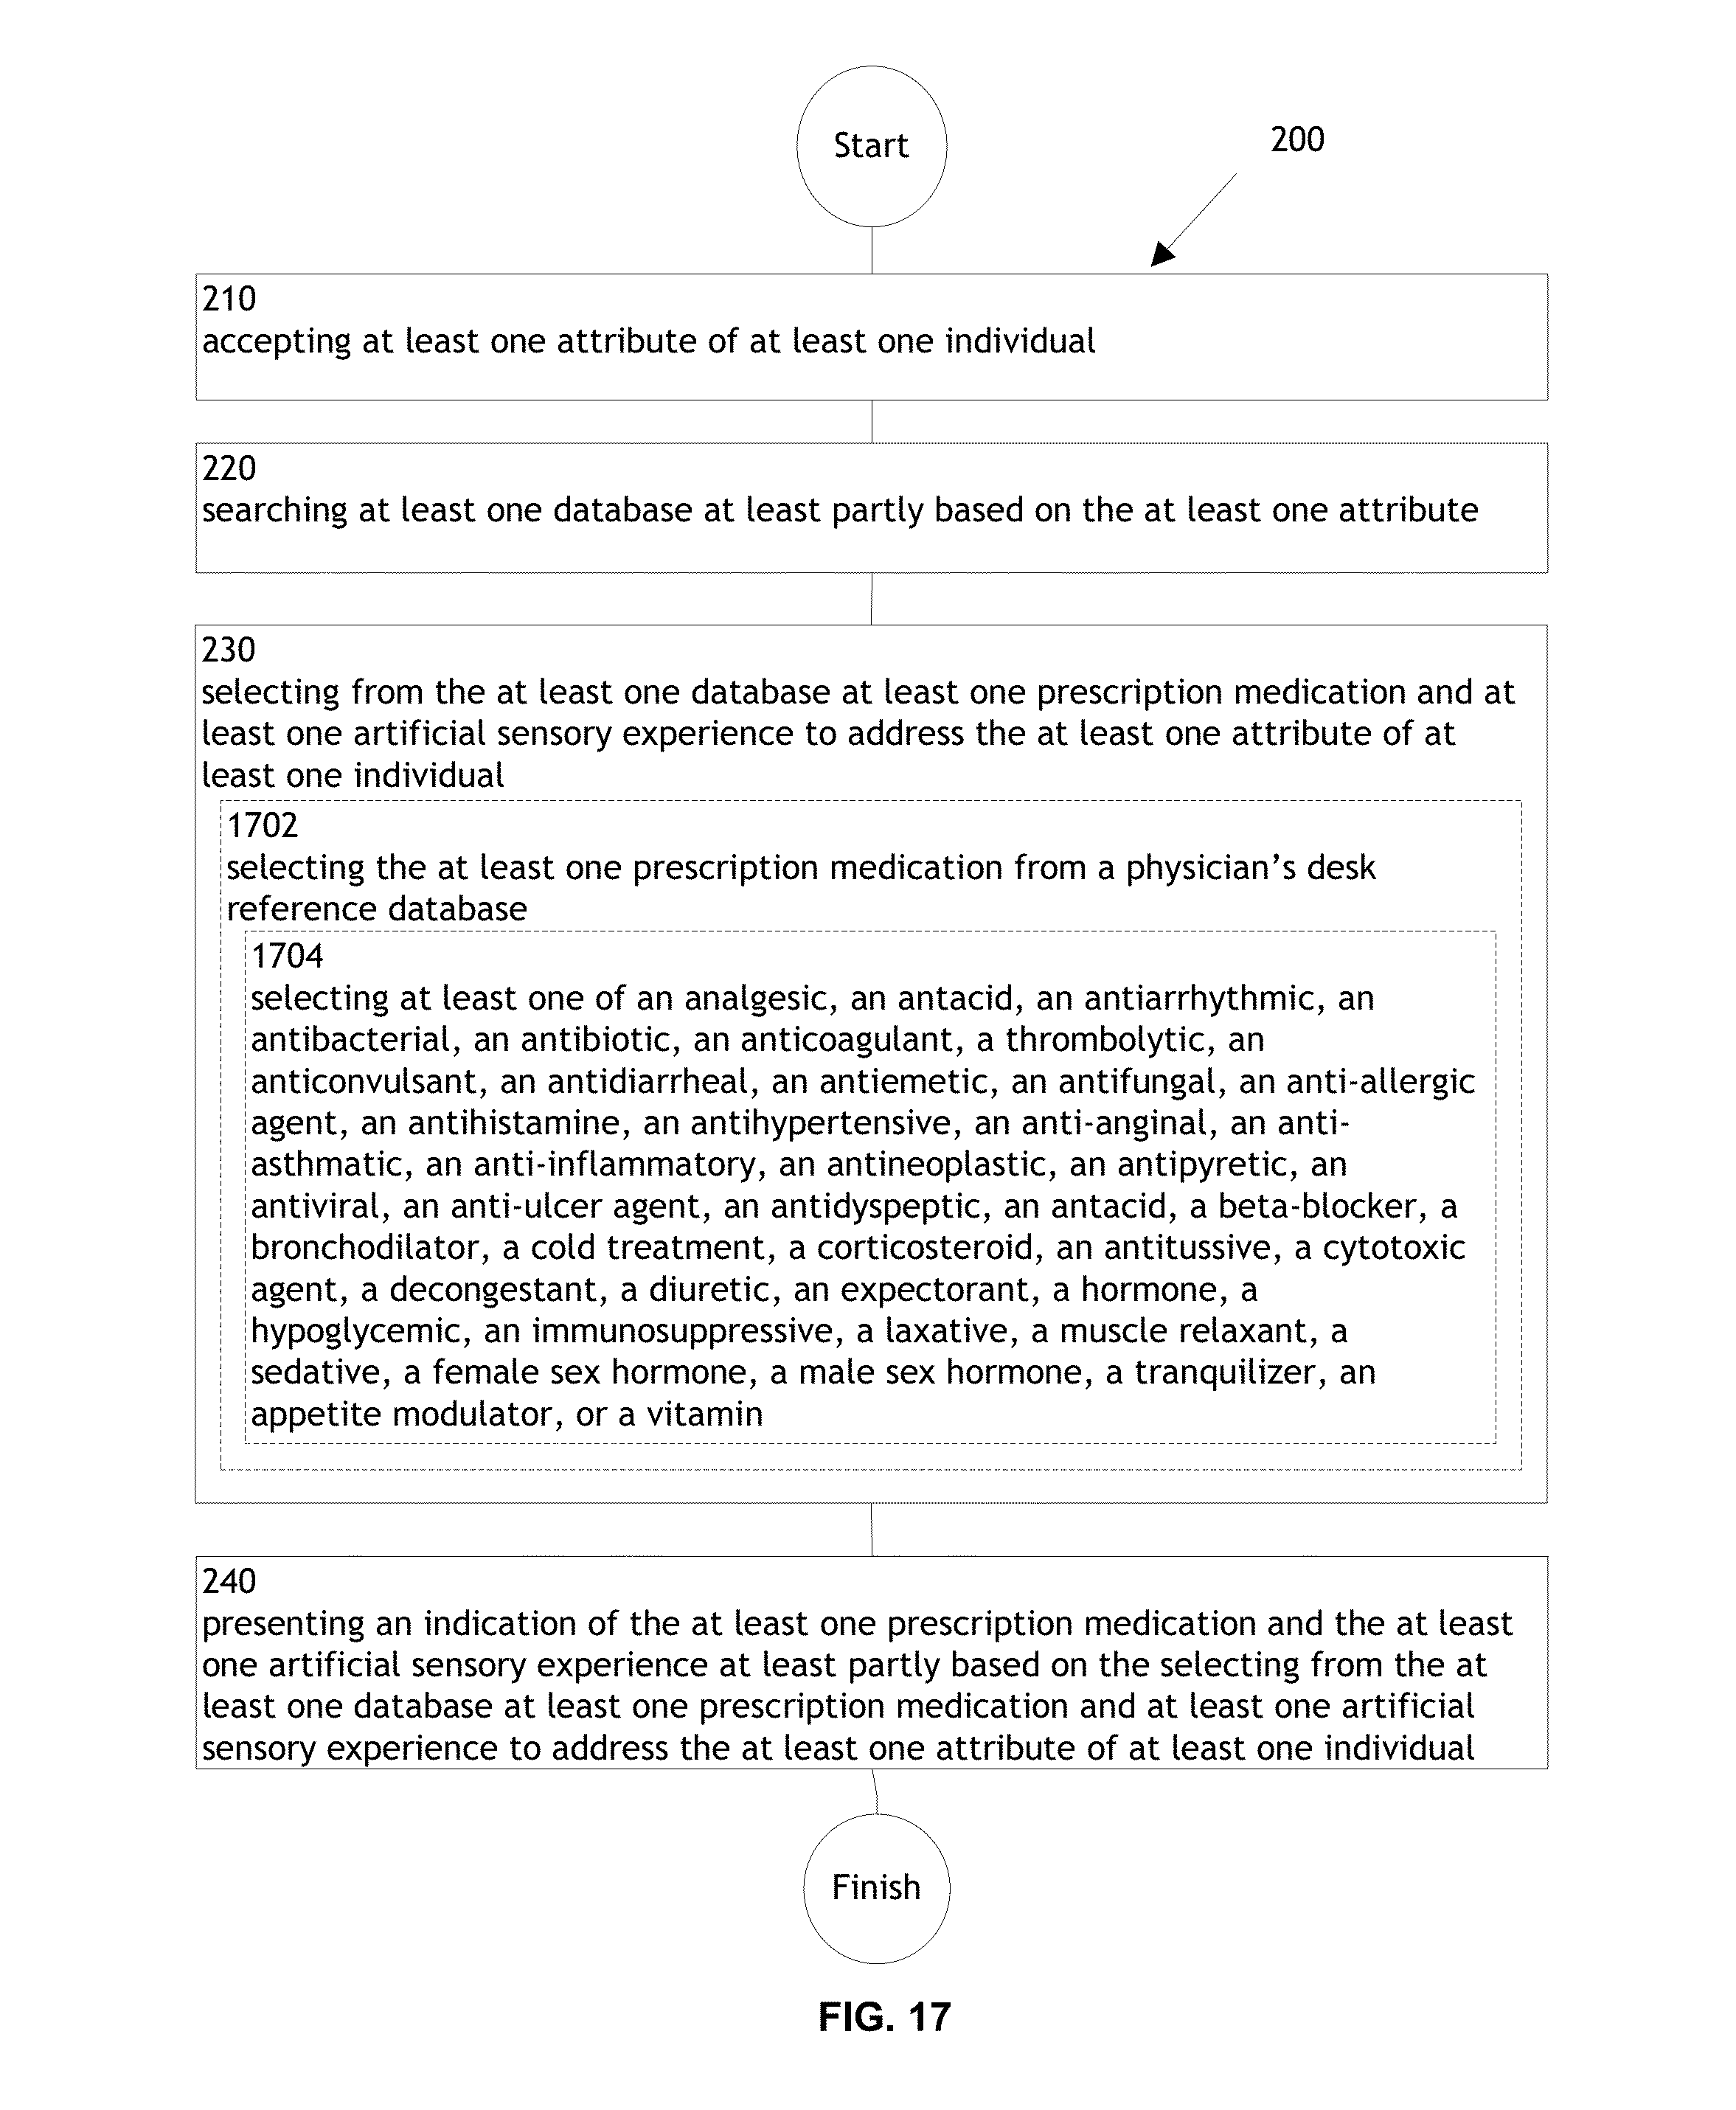 Start
200
210
accepting at least one attribute of at least one individual
220
searching at least one database at least partly based on the at least one attribute
230
selecting from the at least one database at least one prescription medication and at
least one artificial sensory experience to address the at least one attribute of at
least one individual
1702
selecting the at least one prescription medication from a physician’s desk
reference database
1704
selecting at least one of an analgesic, an antacid, an antiarrhythmic, an
antibacterial, an antibiotic, an anticoagulant, a thrombolytic, an
anticonvulsant, an antidiarrheal, an antiemetic, an antifungal, an anti-allergic
agent, an antihistamine, an antihypertensive, an anti-anginal, an anti-
asthmatic, an anti-inflammatory, an antineoplastic, an antipyretic, an
antiviral, an anti-ulcer agent, an antidyspeptic, an antacid, a beta-blocker, a
bronchodilator, a cold treatment, a corticosteroid, an antitussive, a cytotoxic
agent, a decongestant, a diuretic, an expectorant, a hormone, a
hypoglycemic, an immunosuppressive, a laxative, a muscle relaxant, a
sedative, a female sex hormone, a male sex hormone, a tranquilizer, an
appetite modulator, or a vitamin
240
presenting an indication of the at least one prescription medication and the at least
one artificial sensory experience at least partly based on the selecting from the at
least one database at least one prescription medication and at least one artificial
sensory experience to address the at least one attribute of at least one individual
Finish
FIG. 17